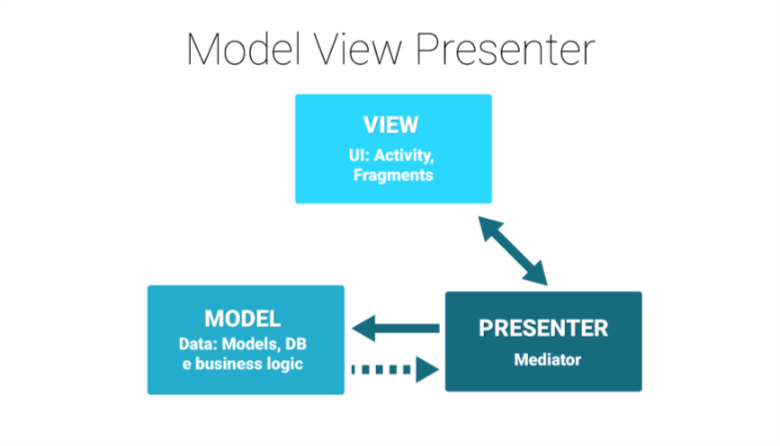 Model View Presenter
VIEW
UI: Activity,
Fragments
MODEL
Data: Models, DB
e business logic
PRESENTER
Mediator